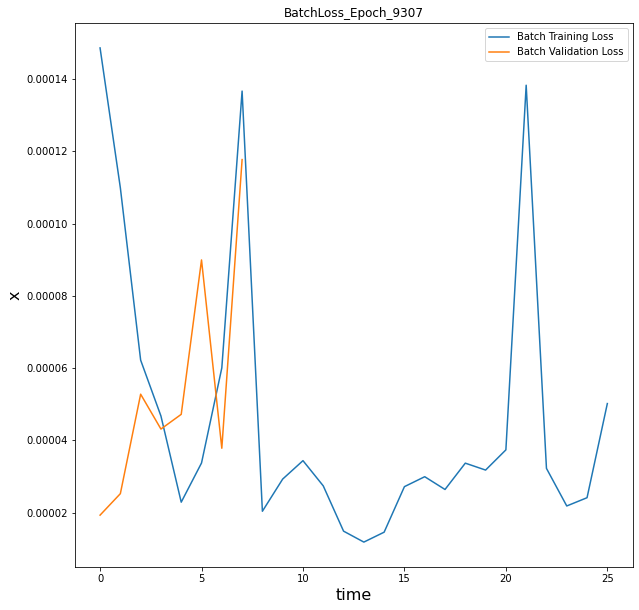 BatchLoss_Epoch_9307
Batch Training Loss
Batch Validation Loss
0.00014
0.00012
0.00010
0.00008
0.00006
0.00004
0.00002
x
0 5 10 15 20 25
time